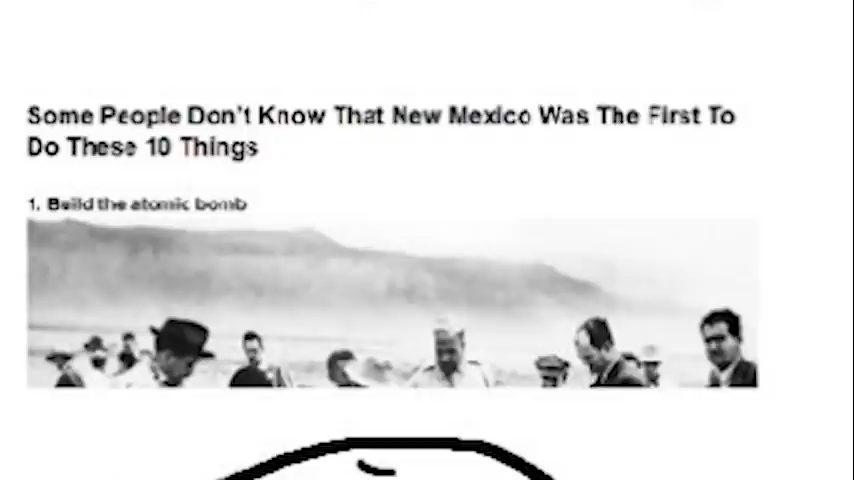 Some People Don't Know That New Mexico Was The First To
Do These 10 Things
1. Build the atomic bomb